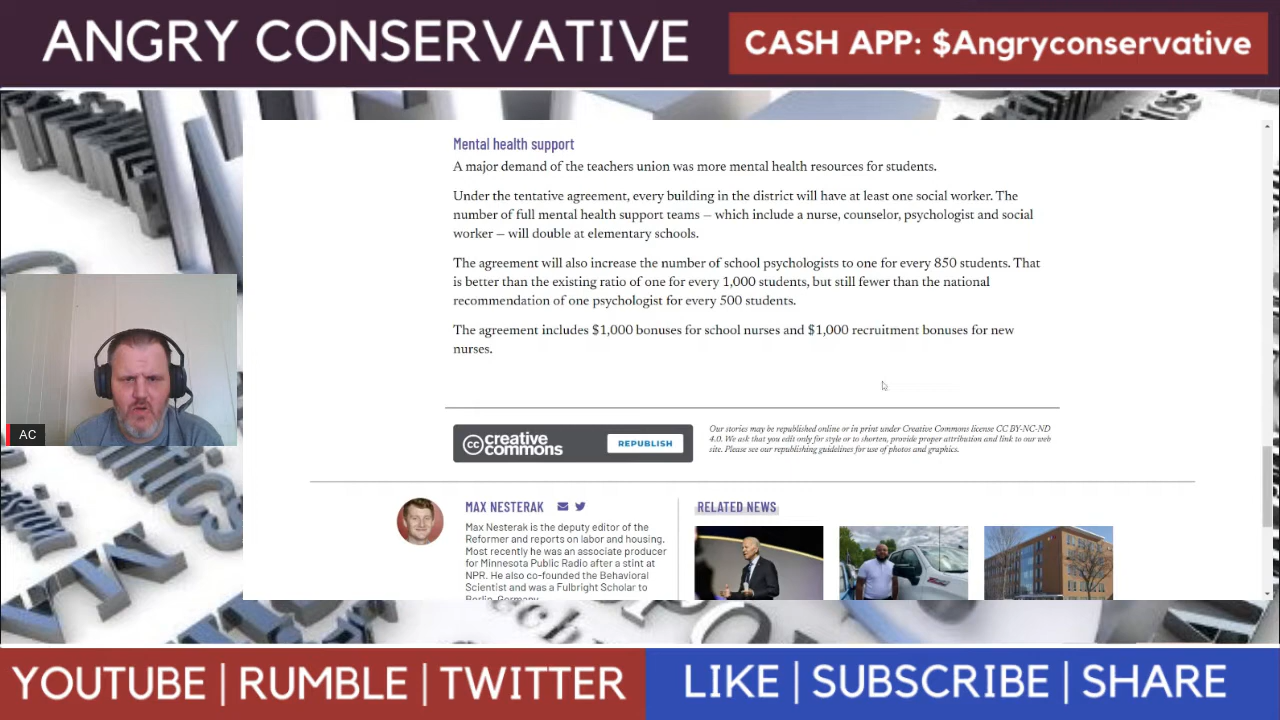 ANGRY CONSERVATIVE
CASH APP: $Angryconservative
Mental health support
A major demand of the teachers union was more mental health resources for students.
Under the tentative agreement, every building in the district will have at least one social worker. The
number of full mental health support teams — which include a nurse, counselor, psychologist and social
worker — will double at elementary schools.
The agreement will also increase the number of school psychologists to one for every 850 students. That
is better than the existing ratio of one for every 1,000 students, but still fewer than the national
recommendation of one psychologist for every 500 students.
The agreement includes $1,000 bonuses for school nurses and $1,000 recruitment bonuses for new
nurses.
AC
cc creative
commons
REPUBLISH
Our stories may be republished online or in print under Creative Commons license CC BY-NC-ND
4.0. We ask that you edit only for style or to shorten, provide proper attribution and link to our web
site. Please see our republishing guidelines for use of photos and graphics.
MAX NESTERAK
Max Nesterak is the deputy editor of the
Reformer and reports on labor and housing.
Most recently he was an associate producer
for Minnesota Public Radio after a stint at
NPR. He also co-founded the Behavioral
Scientist and was a Fulbright Scholar to
Berlin, Germany.
RELATED NEWS
YOUTUBE | RUMBLE | TWITTER
LIKE | SUBSCRIBE | SHARE